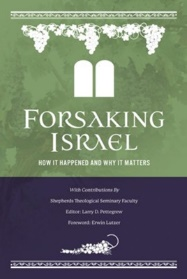 FORSAKING
ISRAEL
HOW IT HAPPENED AND WHY IT MATTERS
With Contributions By
Shepherds Theological Seminary Faculty
Editor: Larry D. Pettegrew
Foreword: Erwin Lutzer